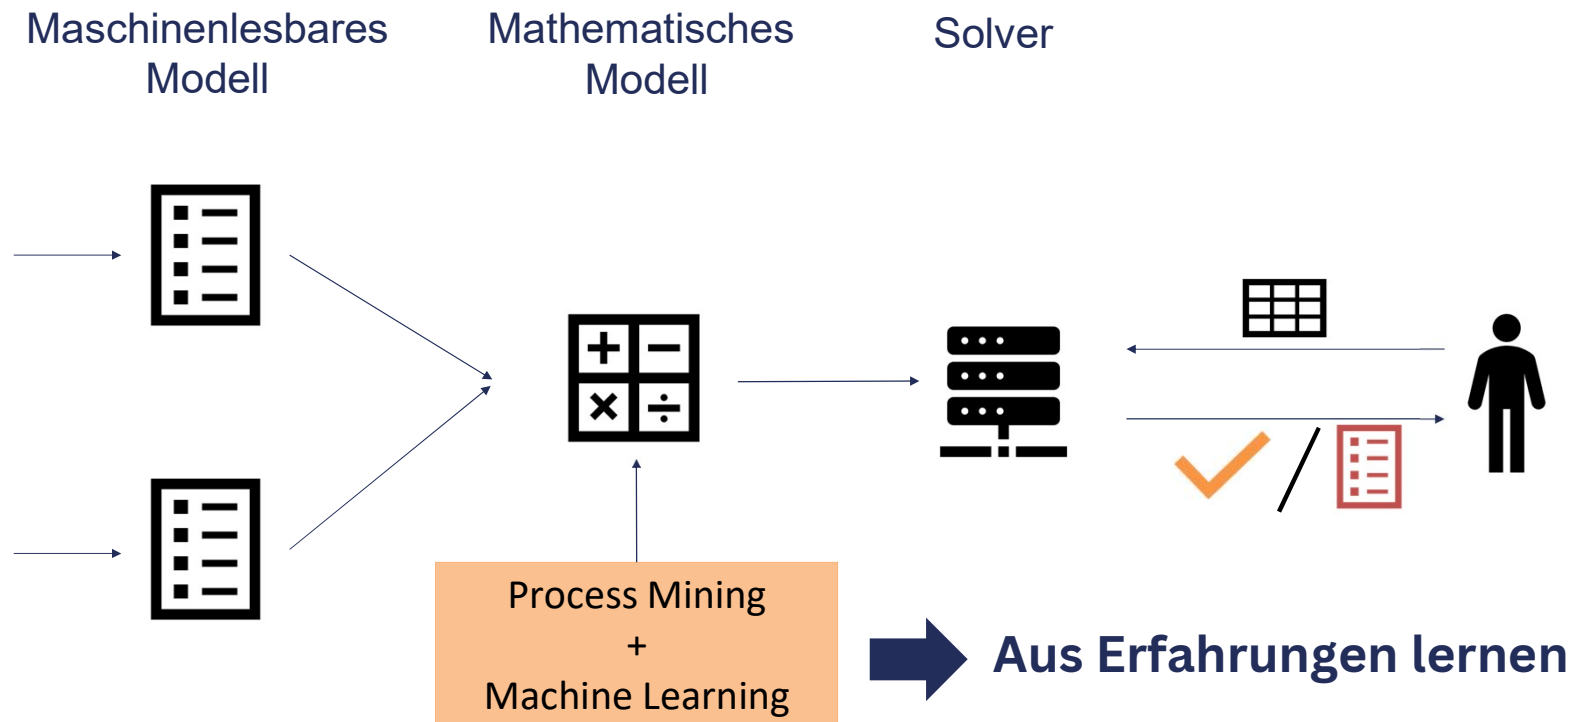 Maschinenlesbares
Modell
Mathematisches
Modell
Solver
Process Mining
+
Machine Learning
Aus Erfahrungen lernen